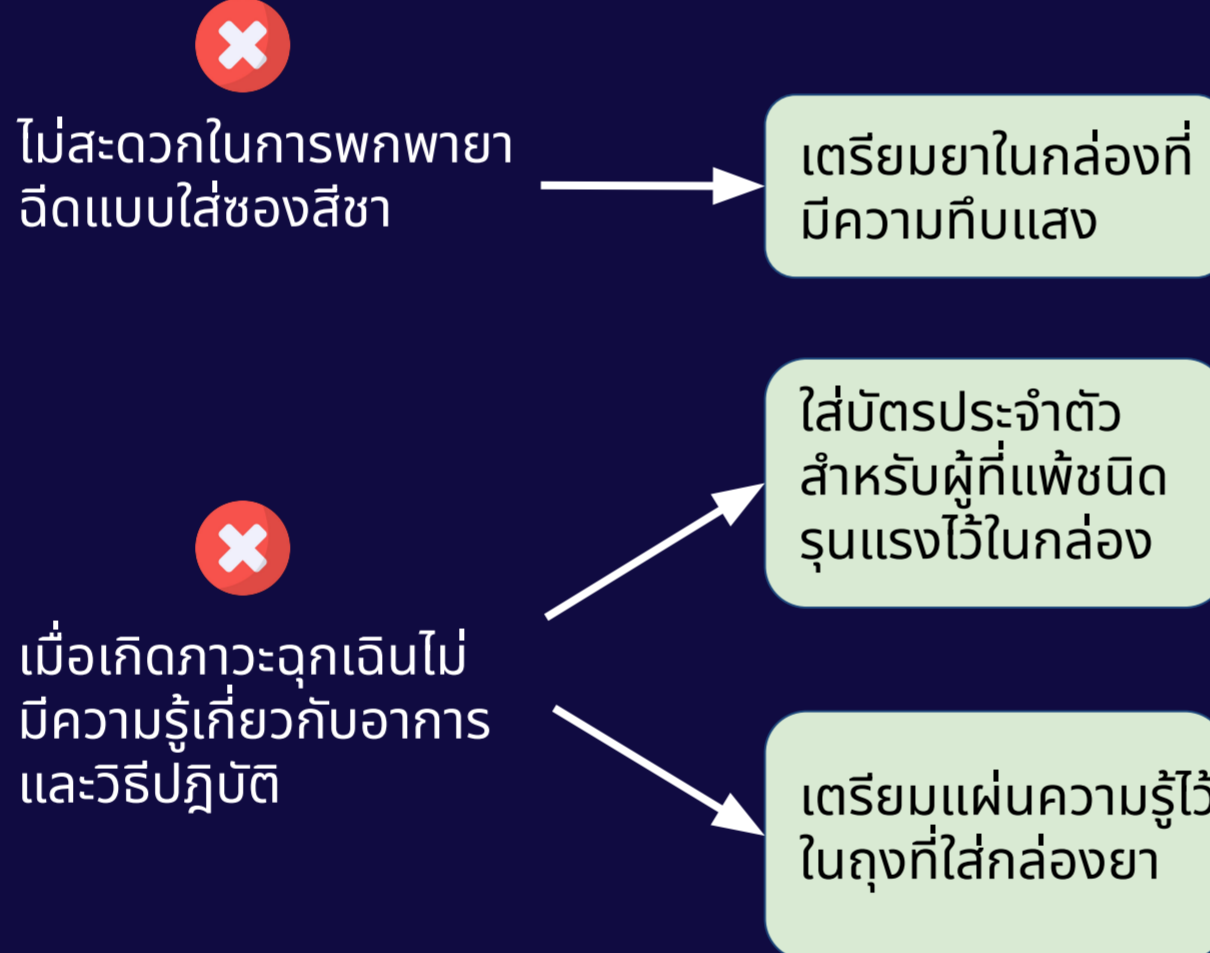 ไม่สะดวกในการพกพายา
ฉีดแบบใส่ซองสีชา
เตรียมยาในกล่องที่
มีความทึบแสง
ใส่บัตรประจำตัว
สำหรับผู้ที่แพ้ชนิด
รุนแรงไว้ในกล่อง
เมื่อเกิดภาวะฉุกเฉินไม่
มีความรู้เกี่ยวกับอาการ
และวิธีปฎิบัติ
เตรียมแผ่นความรู้ไว้
ในถุงที่ใส่กล่องยา